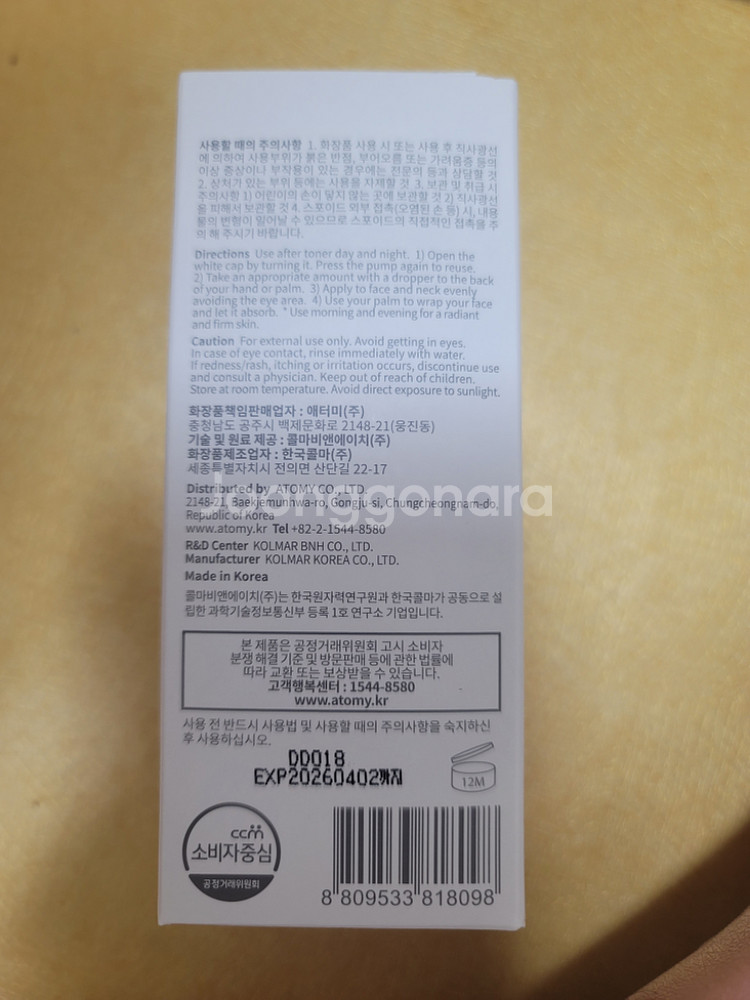 사용할 때의 주의사항 1. 화장품 사용 시 또는 사용 후 직사광선
에 의하여 사용부위가 붉은 반점, 부어오름 또는 가려움증 등의
이상 증상이나 부작용이 있는 경우에는 전문의 등과 상담할 것
2. 상처가 있는 부위 등에는 사용을 자제할 것 3. 보관 및 취급 시
주의사항 1) 어린이의 손이 닿지 않는 곳에 보관할 것 2) 직사광선
을 피해서 보관할 것 4. 스포이드 외부 접촉(오염된 손 등) 시, 내용
물의 변형이 일어날 수 있으므로 스포이드의 직접적인 접촉을 주
의 해 주시기 바랍니다.
Directions Use after toner day and night. 1) Open the
white cap by turning it. Press the pump again to reuse.
2) Take an appropriate amount with a dropper to the back
of your hand or palm. 3) Apply to face and neck evenly
avoiding the eye area. 4) Use your palm to wrap your face
and let it absorb. * Use morning and evening for a radiant
and firm skin.
Caution For external use only. Avoid getting in eyes.
In case of eye contact, rinse immediately with water.
If redness/rash, itching or irritation occurs, discontinue use
and consult a physician. Keep out of reach of children.
Store at room temperature. Avoid direct exposure to sunlight.
화장품책임판매업자 : 애터미(주)
충청남도 공주시 백제문화로 2148-21(웅진동)
기술 및 원료 제공 : 콜마비앤에이치(주)
화장품제조업자 : 한국콜마(주)
세종특별자치시 전의면 산단길 22-17
Distributed by ATOMY CO., LTD.
2148-21, Baekjemunhwa-ro, Gongju-si, Chungcheongnam-do,
Republic of Korea
www.atomy.kr Tel +82-2-1544-8580
R&D Center KOLMAR BNH CO., LTD.
Manufacturer KOLMAR KOREA CO., LTD.
Made in Korea
콜마비앤에이치(주)는 한국원자력연구원과 한국콜마가 공동으로 설
립한 과학기술정보통신부 등록 1호 연구소 기업입니다.
본 제품은 공정거래위원회 고시 소비자
분쟁 해결 기준 및 방문판매 등에 관한 법률에
따라 교환 또는 보상받을 수 있습니다.
고객행복센터 : 1544-8580
www.atomy.kr
사용 전 반드시 사용법 및 사용할 때의 주의사항을 숙지하신
후 사용하십시오.
DD018
EXP20260402까지
12M
ccm
소비자중심
공정거래위원회
8 809533 818098
Joonggonara